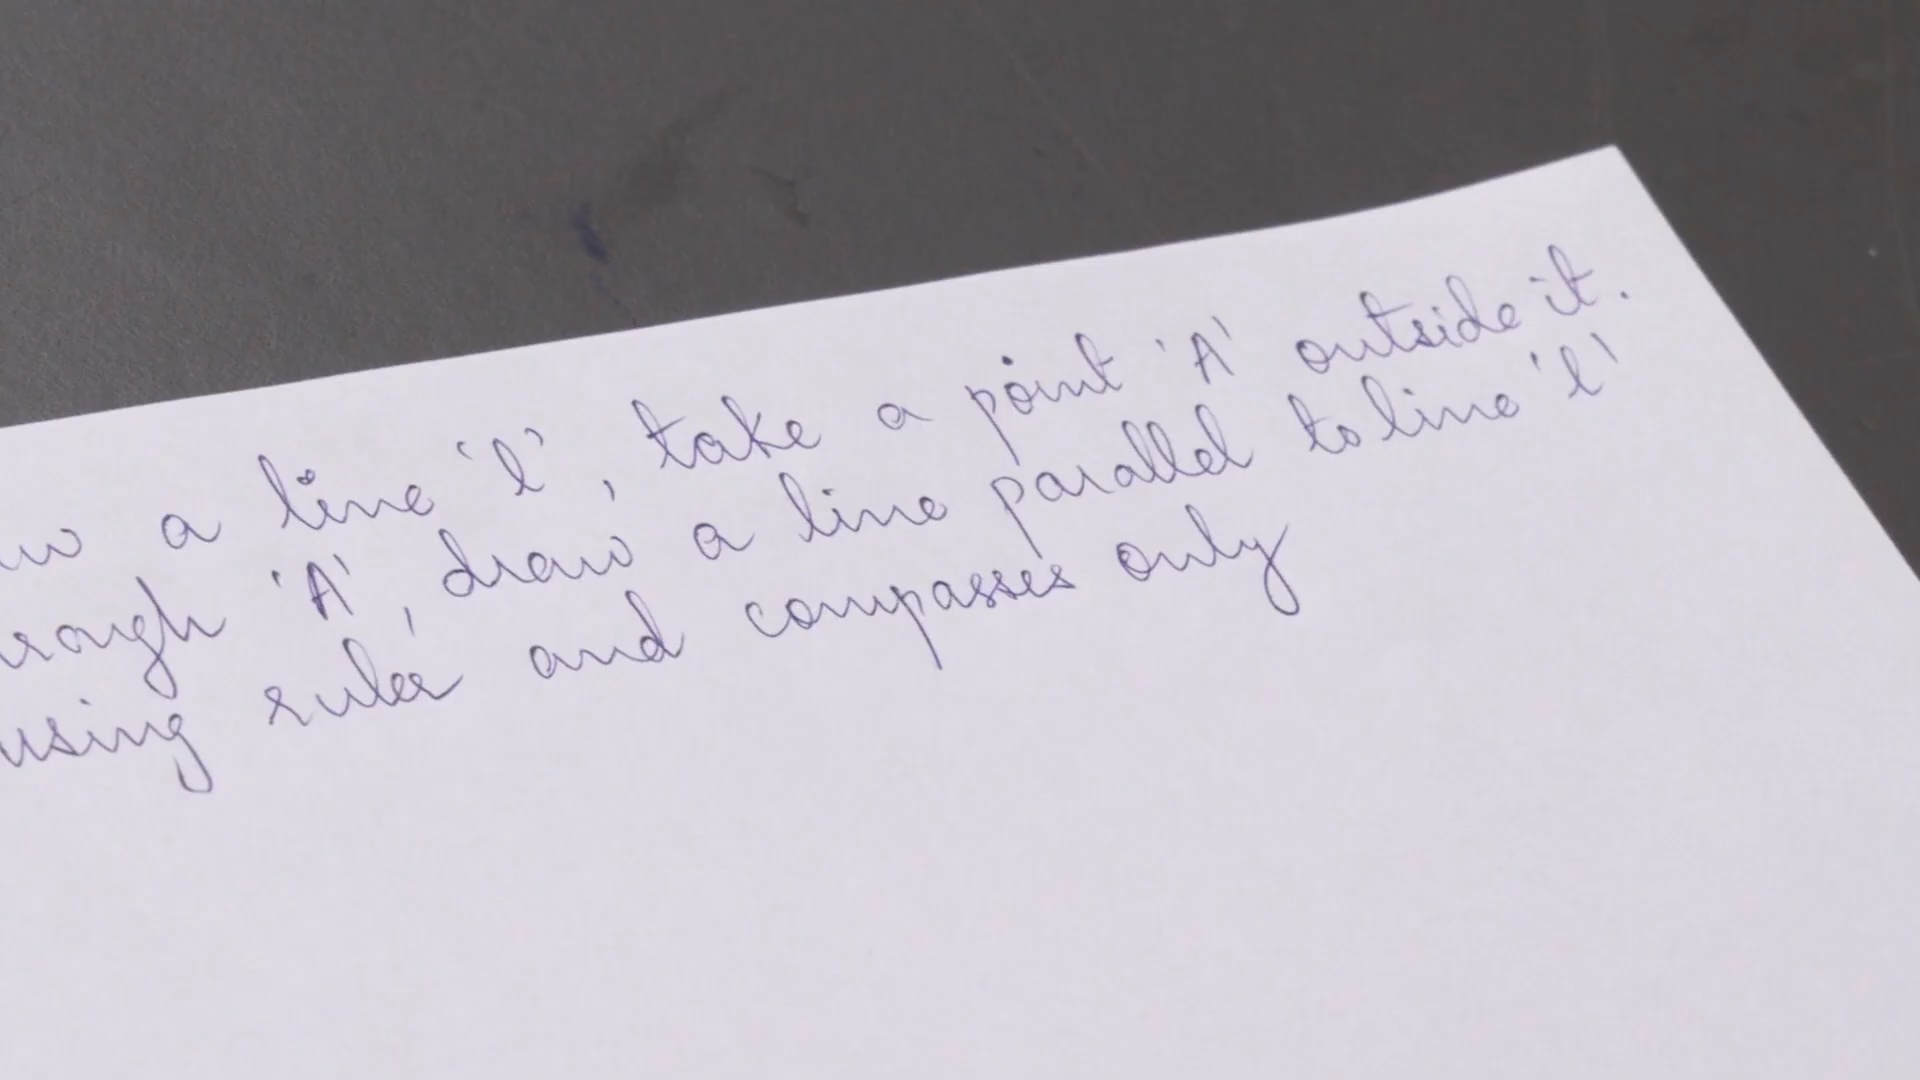 a line 'l', take a point 'A' outside it.
'A', draw a line parallel to line 'l'
using ruler and compasses only